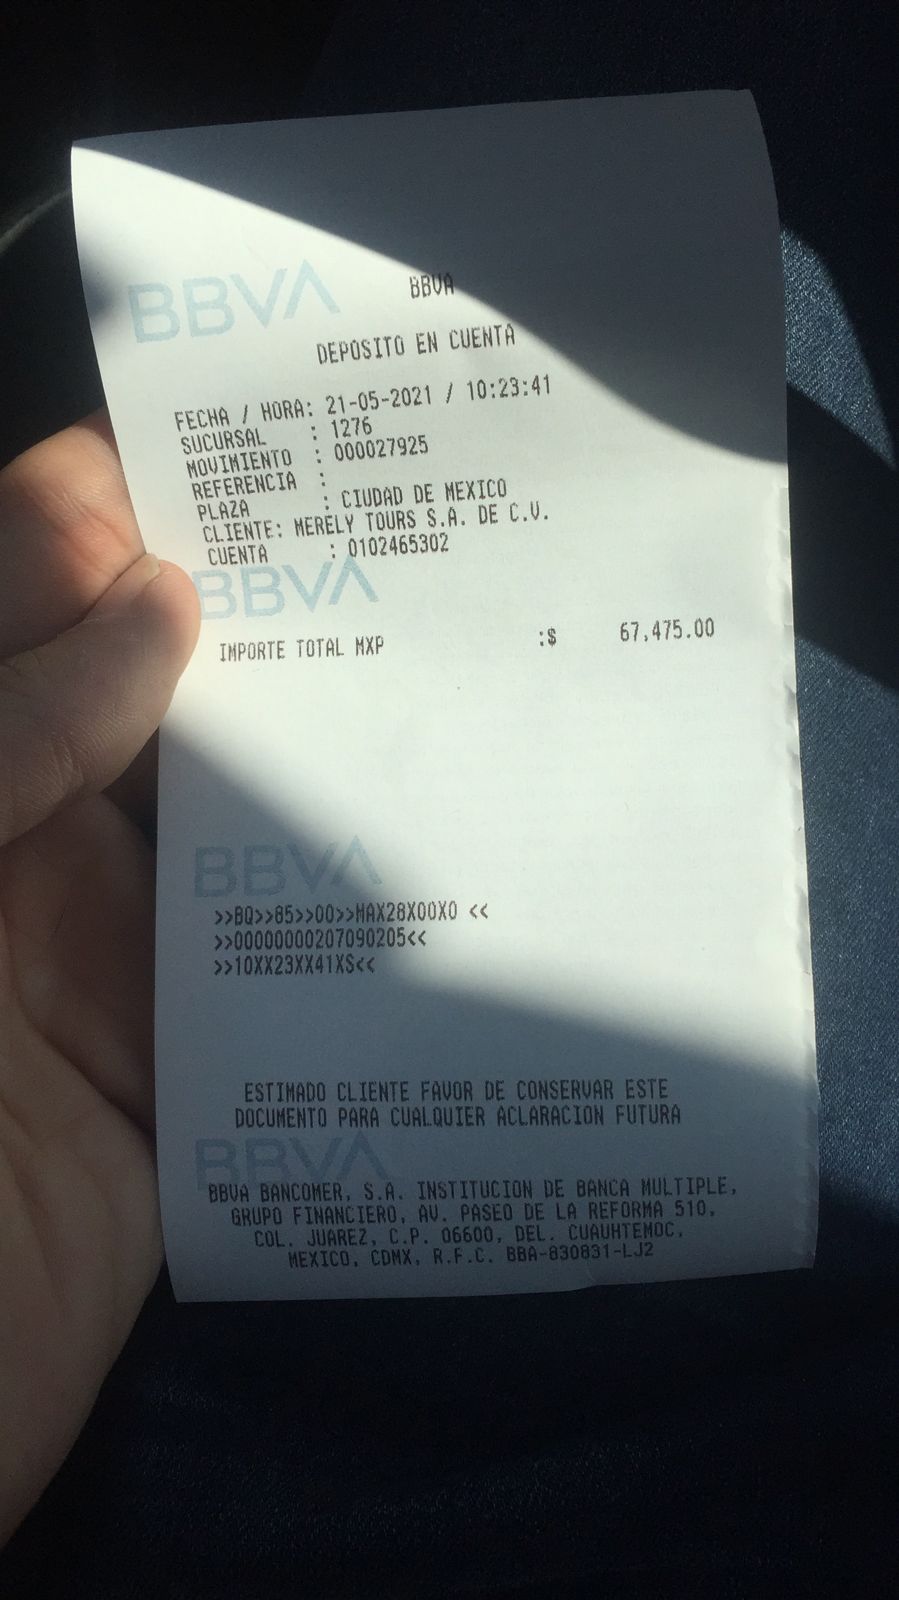 BBVA
BBVA
DEPOSITO EN CUENTA
FECHA / HORA: 21-05-2021 / 10:23:41
SUCURSAL : 1276
MOVIMIENTO : 000027925
REFERENCIA :
PLAZA : CIUDAD DE MEXICO
CLIENTE: MERELY TOURS S.A. DE C.V.
CUENTA : 0102465302
BBVA
IMPORTE TOTAL MXP :$ 67,475.00
BBVA
>>BQ>>85>>00>>MAX28X00X0 <<
>>00000000207090205<<
>>10XX23XX41XS<<
ESTIMADO CLIENTE FAVOR DE CONSERVAR ESTE
DOCUMENTO PARA CUALQUIER ACLARACION FUTURA
BBVA
BBVA BANCOMER, S.A. INSTITUCION DE BANCA MULTIPLE,
GRUPO FINANCIERO, AV. PASEO DE LA REFORMA 510,
COL. JUAREZ, C.P. 06600, DEL. CUAUHTEMOC,
MEXICO, CDMX, R.F.C. BBA-830831-LJ2